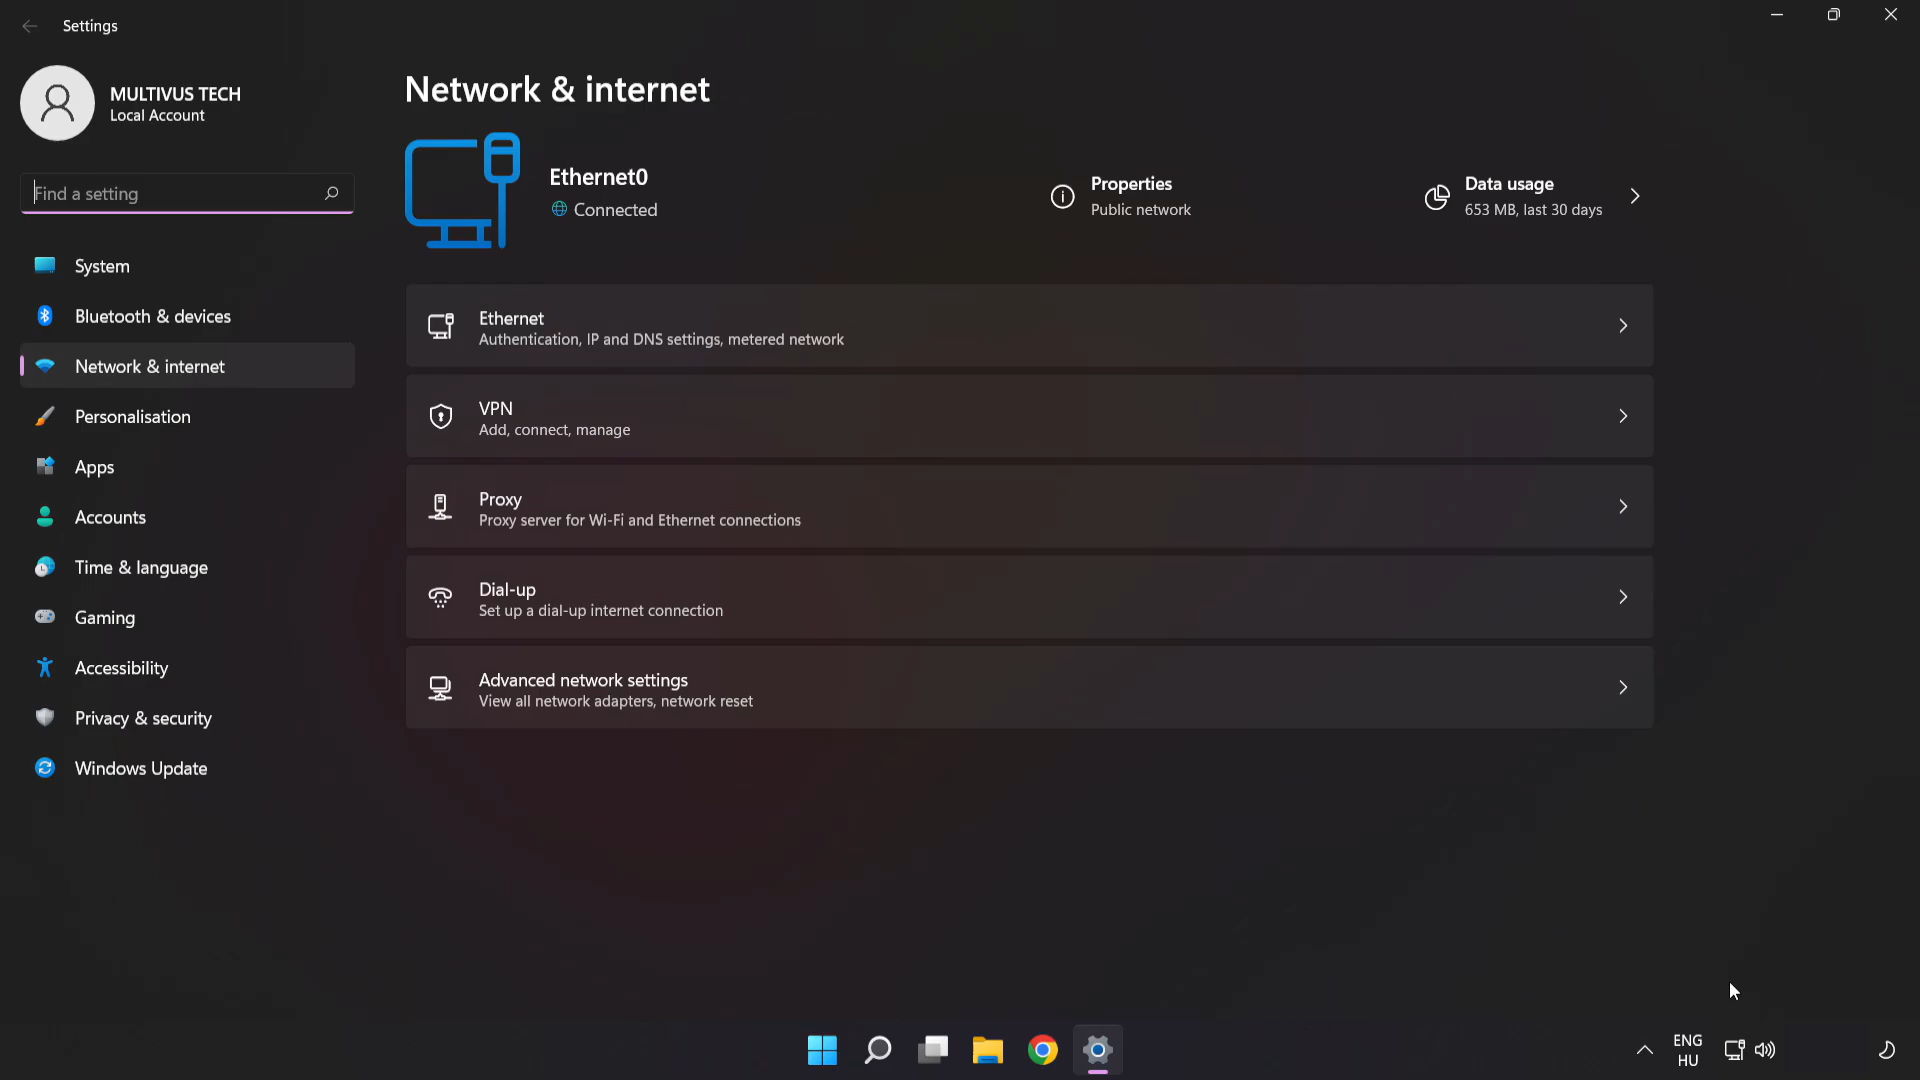 Settings
MULTIVUS TECH
Local Account
Find a setting
System
Bluetooth & devices
Network & internet
Personalisation
Apps
Accounts
Time & language
Gaming
Accessibility
Privacy & security
Windows Update
Network & internet
Ethernet0
Connected
Properties
Public network
Data usage
653 MB, last 30 days
Ethernet
Authentication, IP and DNS settings, metered network
VPN
Add, connect, manage
Proxy
Proxy server for Wi-Fi and Ethernet connections
Dial-up
Set up a dial-up internet connection
Advanced network settings
View all network adapters, network reset
ENG
HU